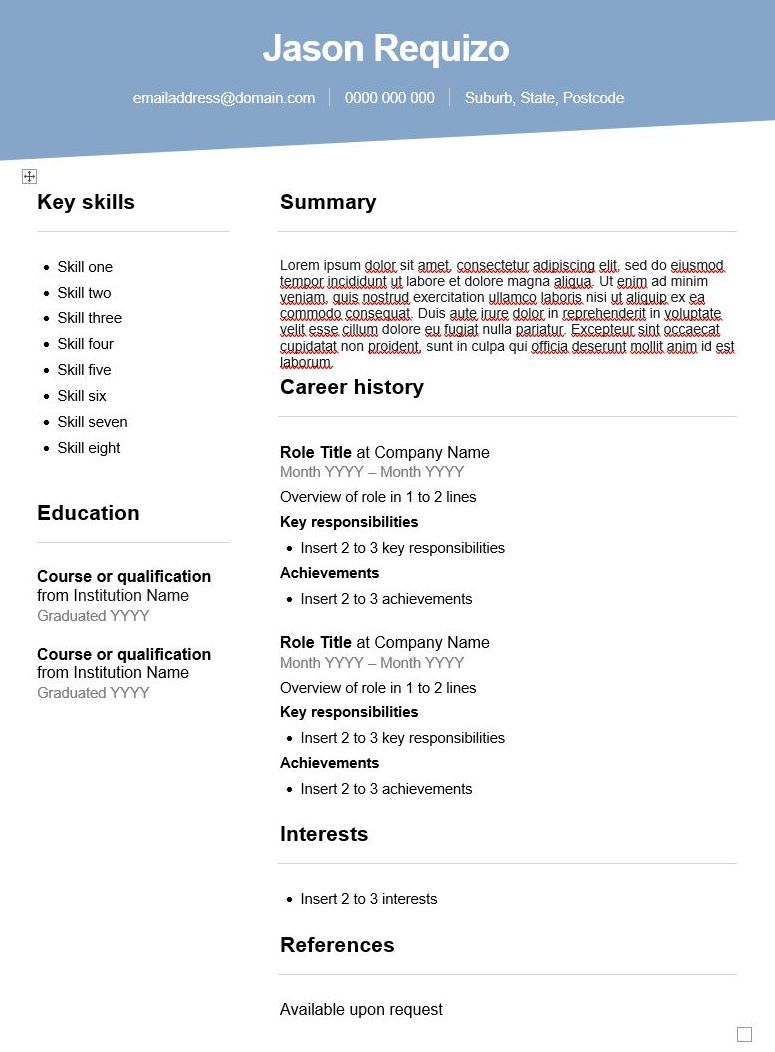 Jason Requizo
emailaddress@domain.com
0000 000 000
Suburb, State, Postcode
Key skills
Skill one
Skill two
Skill three
Skill four
Skill five
Skill six
Skill seven
Skill eight
Education
Course or qualification
from Institution Name
Graduated YYYY
Course or qualification
from Institution Name
Graduated YYYY
Summary
Lorem ipsum dolor sit amet, consectetur adipiscing elit, sed do eiusmod
tempor incididunt ut labore et dolore magna aliqua. Ut enim ad minim
veniam, quis nostrud exercitation ullamco laboris nisi ut aliquip ex ea
commodo consequat. Duis aute irure dolor in reprehenderit in voluptate
velit esse cillum dolore eu fugiat nulla pariatur. Excepteur sint occaecat
cupidatat non proident, sunt in culpa qui officia deserunt mollit anim id est
laborum.
Career history
Role Title at Company Name
Month YYYY – Month YYYY
Overview of role in 1 to 2 lines
Key responsibilities
Insert 2 to 3 key responsibilities
Achievements
Insert 2 to 3 achievements
Role Title at Company Name
Month YYYY – Month YYYY
Overview of role in 1 to 2 lines
Key responsibilities
Insert 2 to 3 key responsibilities
Achievements
Insert 2 to 3 achievements
Interests
Insert 2 to 3 interests
References
Available upon request